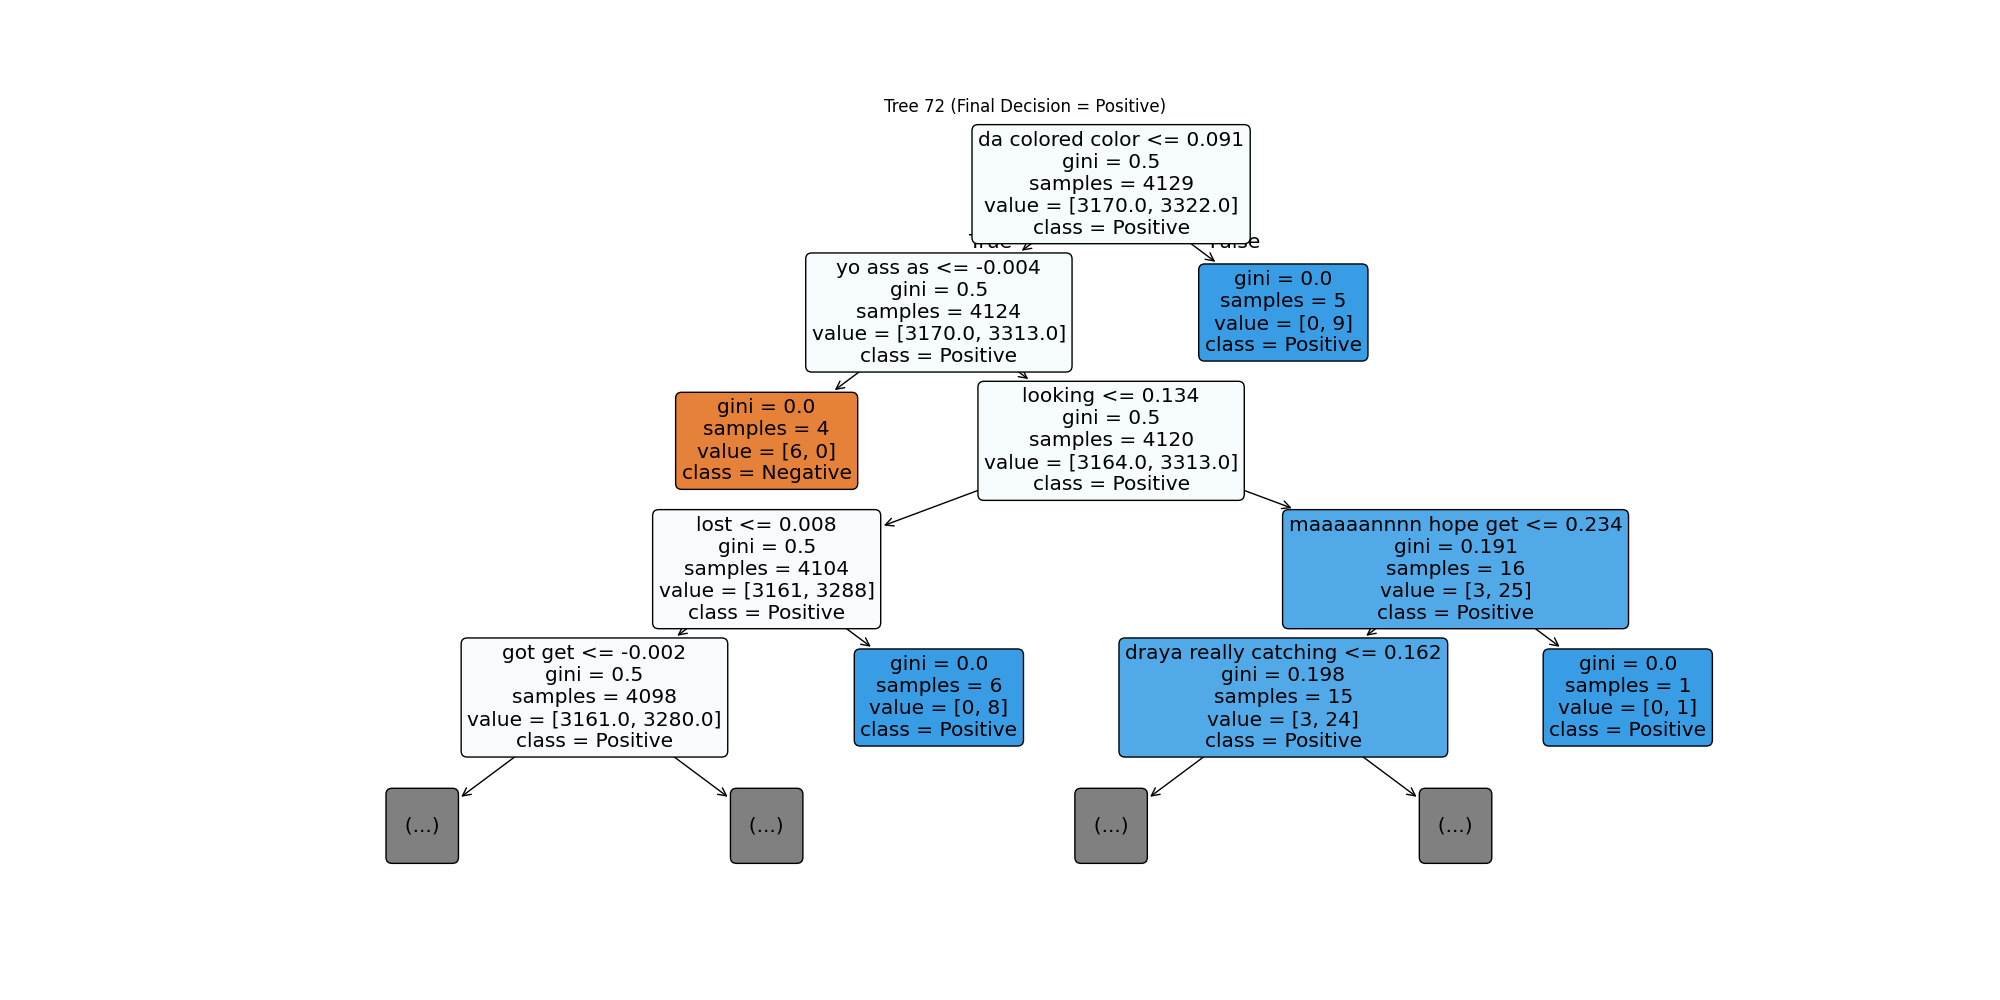 Tree 72 (Final Decision = Positive)
da colored color <= 0.091
gini = 0.5
samples = 4129
value = [3170.0, 3322.0]
class = Positive
True
False
yo ass as <= -0.004
gini = 0.5
samples = 4124
value = [3170.0, 3313.0]
class = Positive
gini = 0.0
samples = 5
value = [0, 9]
class = Positive
gini = 0.0
samples = 4
value = [6, 0]
class = Negative
looking <= 0.134
gini = 0.5
samples = 4120
value = [3164.0, 3313.0]
class = Positive
lost <= 0.008
gini = 0.5
samples = 4104
value = [3161, 3288]
class = Positive
maaaaannnn hope get <= 0.234
gini = 0.191
samples = 16
value = [3, 25]
class = Positive
got get <= -0.002
gini = 0.5
samples = 4098
value = [3161.0, 3280.0]
class = Positive
gini = 0.0
samples = 6
value = [0, 8]
class = Positive
draya really catching <= 0.162
gini = 0.198
samples = 15
value = [3, 24]
class = Positive
gini = 0.0
samples = 1
value = [0, 1]
class = Positive
(...)
(...)
(...)
(...)